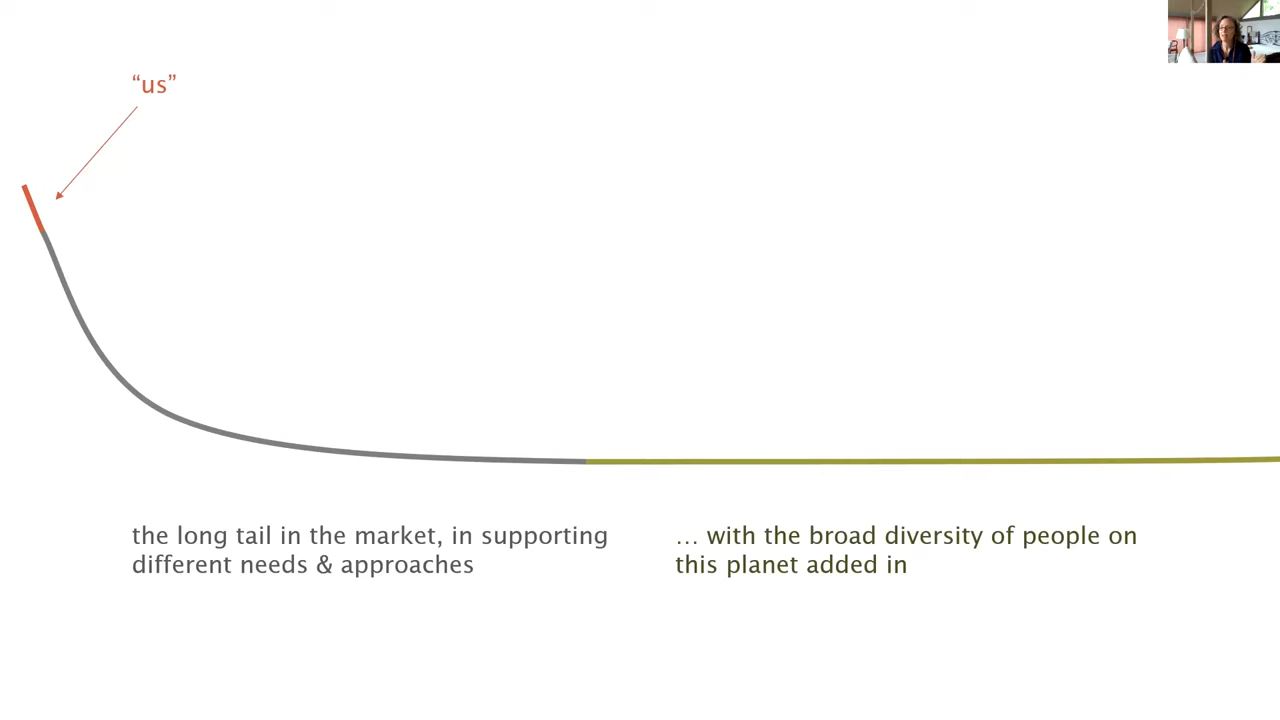 “us”
the long tail in the market, in supporting
different needs & approaches
… with the broad diversity of people on
this planet added in